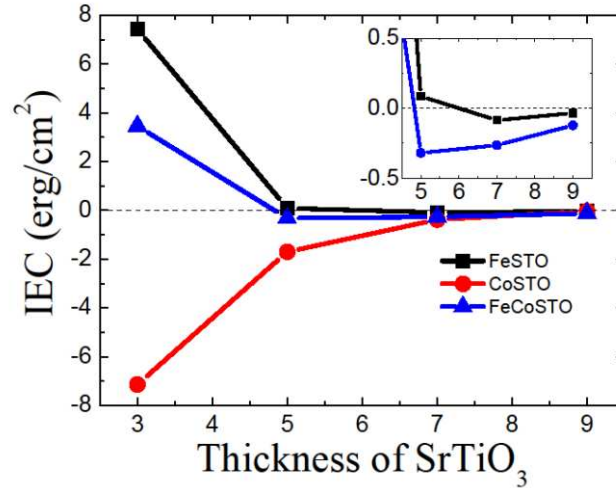 8
6
4
2
0
-2
-4
-6
-8
IEC (erg/cm²)
0.5
0.0
-0.5
5 6 7 8 9
FeSTO
CoSTO
FeCoSTO
3 4 5 6 7 8 9
Thickness of SrTiO₃